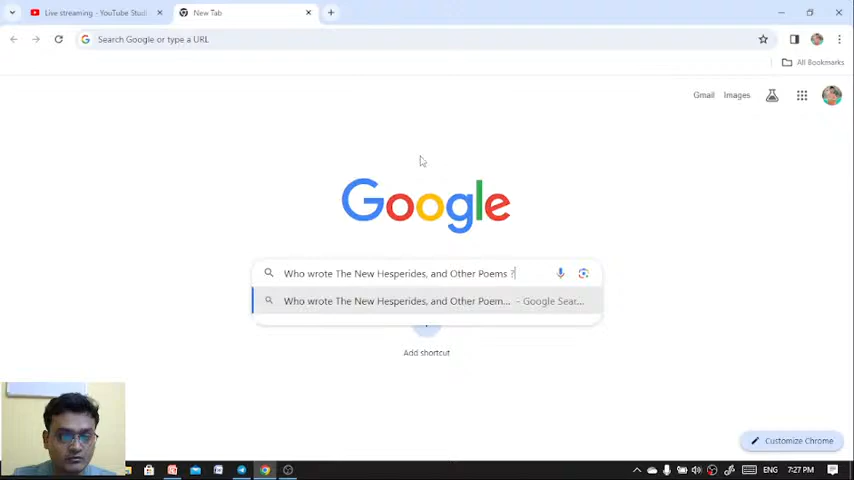 Live streaming - YouTube Studi
New Tab
Search Google or type a URL
All Bookmarks
Gmail Images
Google
Who wrote The New Hesperides, and Other Poems ?
Who wrote The New Hesperides, and Other Poem... - Google Sear...
Add shortcut
Customize Chrome
ENG 7:27 PM